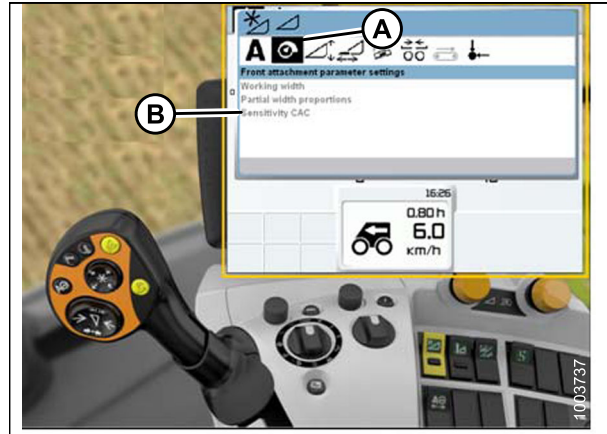 A
A
Front attachment parameter settings
Working width
Partial width proportions
B
Sensitivity CAC
16:26
0.80 h
6.0
km/h
1003737